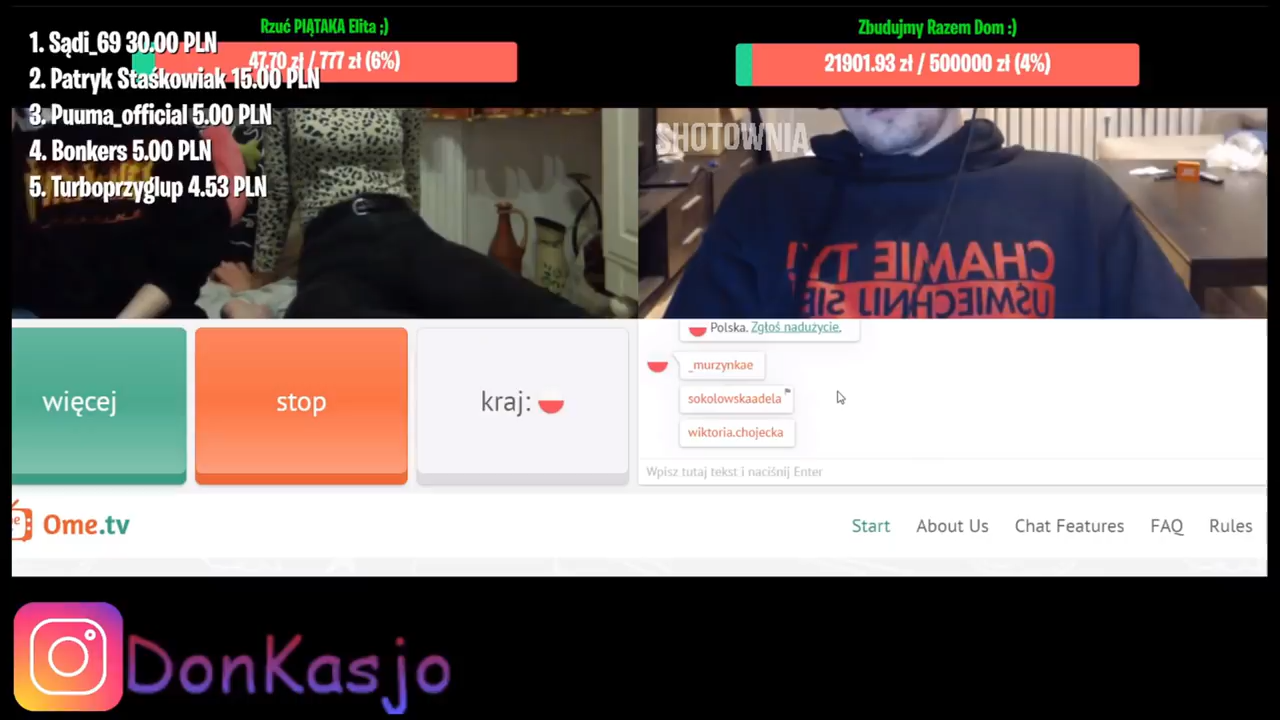 Rzuć PIĄTAKA Elita ;)
47.70 zł / 777 zł (6%)
1. Sądi_69 30.00 PLN
2. Patryk Staśkowiak 15.00 PLN
3. Puuma_official 5.00 PLN
4. Bonkers 5.00 PLN
5. Turboprzyglup 4.53 PLN
Zbudujmy Razem Dom :)
21901.93 zł / 500000 zł (4%)
SHOTOWNIA
CHAMIE TY!
UŚMIECHNIJ SIĘ
więcej
stop
kraj:
Polska. Zgłoś nadużycie.
_murzynkae
sokolowskaadela
wiktoria.chojecka
Wpisz tutaj tekst i naciśnij Enter
Ome.tv
Start About Us Chat Features FAQ Rules
DonKasjo